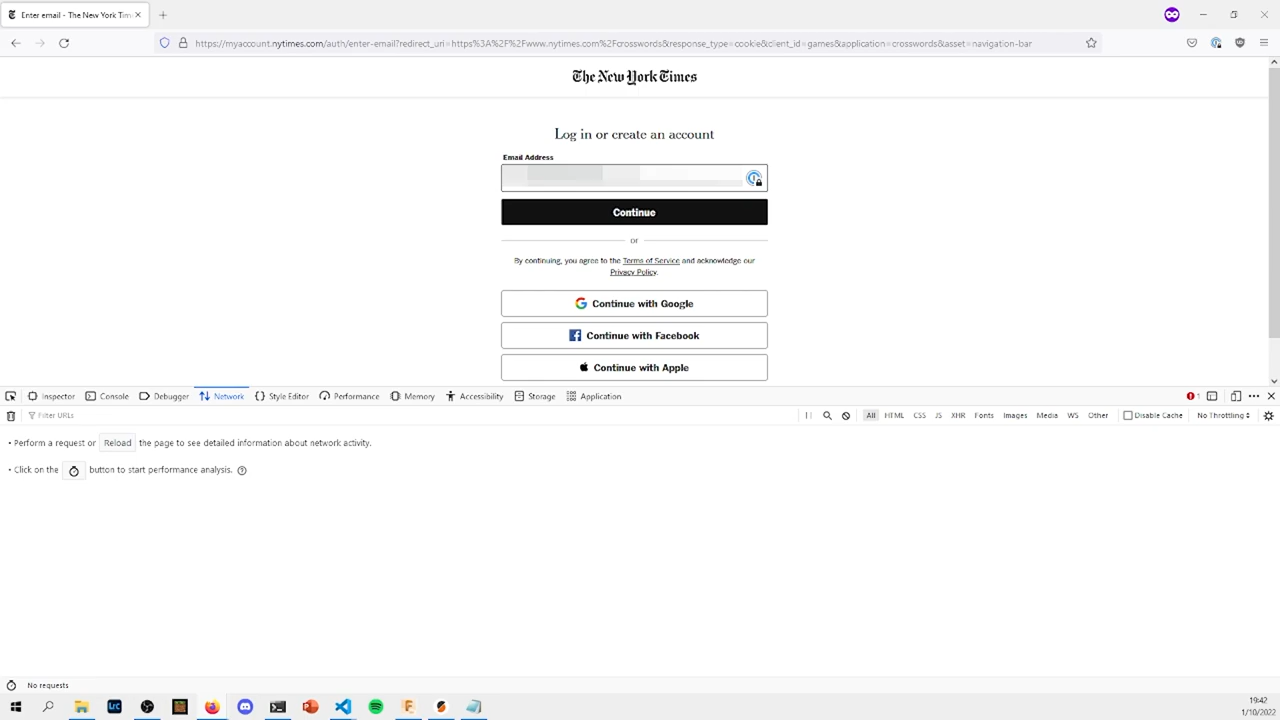 Enter email - The New York Tim
https://myaccount.nytimes.com/auth/enter-email?redirect_uri=https%3A%2F%2Fwww.nytimes.com%2Fcrosswords&response_type=cookie&client_id=games&application=crosswords&asset=navigation-bar
The New York Times
Log in or create an account
Email Address
Continue
or
By continuing, you agree to the Terms of Service and acknowledge our
Privacy Policy.
Continue with Google
Continue with Facebook
Continue with Apple
Inspector Console Debugger Network Style Editor Performance Memory Accessibility Storage Application 1
Filter URLs All HTML CSS JS XHR Fonts Images Media WS Other Disable Cache No Throttling
• Perform a request or Reload the page to see detailed information about network activity.
• Click on the button to start performance analysis. ?
No requests
19:42
1/10/2022